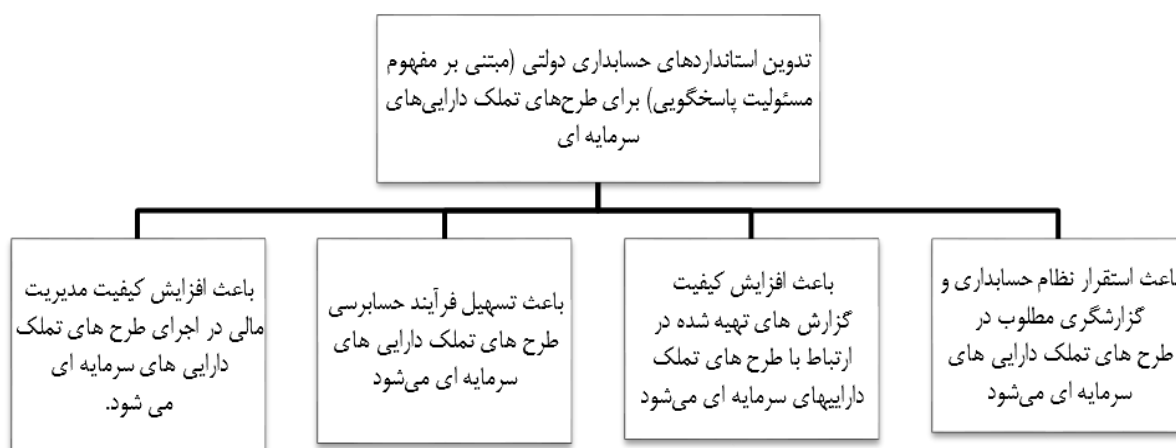 تدوین استانداردهای حسابداری دولتی (مبتنی بر مفهوم
مسئولیت پاسخگویی) برای طرح‌های تملک دارایی‌های
سرمایه ای
باعث استقرار نظام حسابداری و
گزارشگری مطلوب در
طرح های تملک دارایی های
سرمایه ای می‌شود
باعث افزایش کیفیت
گزارش های تهیه شده در
ارتباط با طرح های تملک
داراییهای سرمایه ای می‌شود
باعث تسهیل فرآیند حسابرسی
طرح های تملک دارایی های
سرمایه ای می‌شود
باعث افزایش کیفیت مدیریت
مالی در اجرای طرح های تملک
دارایی های سرمایه ای
می شود.